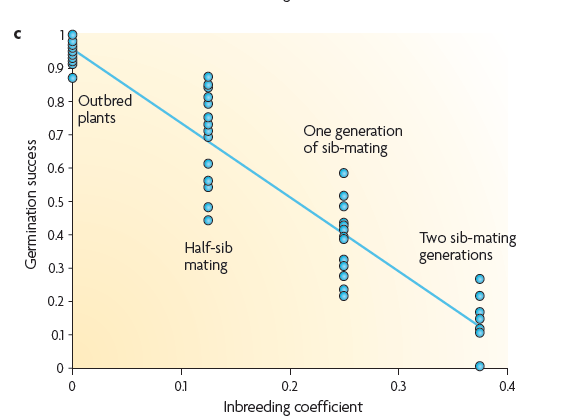 c
1
0.9
0.8
0.7
0.6
0.5
0.4
0.3
0.2
0.1
0
Germination success
Outbred
plants
Half-sib
mating
One generation
of sib-mating
Two sib-mating
generations
0
0.1
0.2
0.3
0.4
Inbreeding coefficient